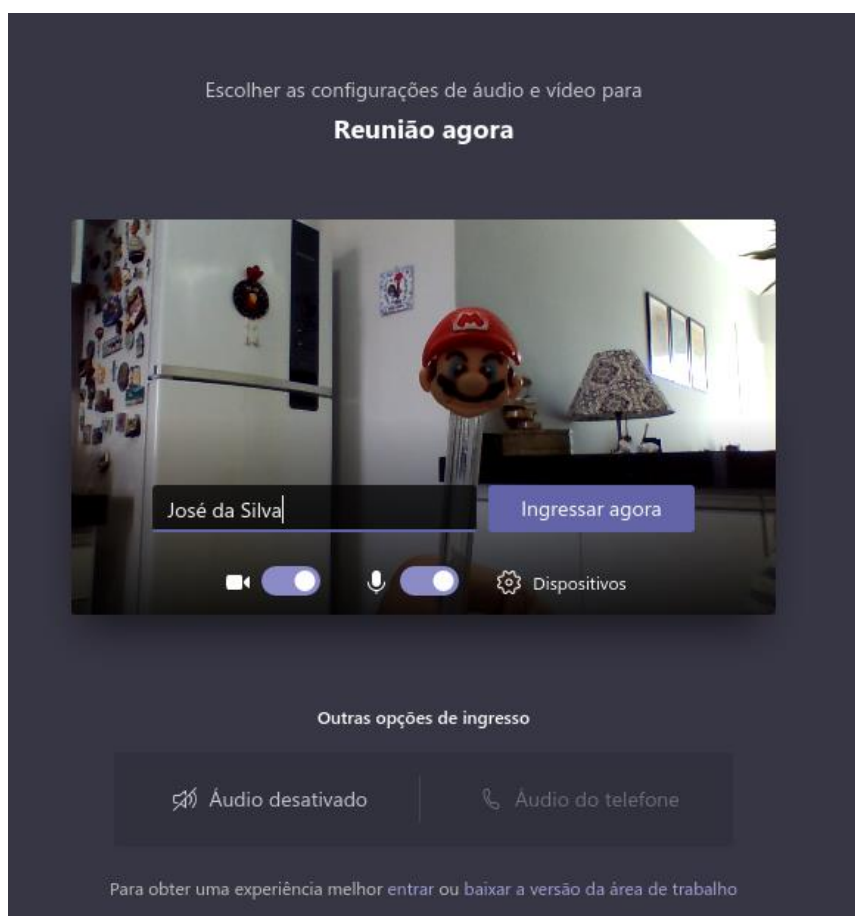 Escolher as configurações de áudio e vídeo para
Reunião agora
M
José da Silva
Ingressar agora
Dispositivos
Outras opções de ingresso
Áudio desativado
Áudio do telefone
Para obter uma experiência melhor entrar ou baixar a versão da área de trabalho